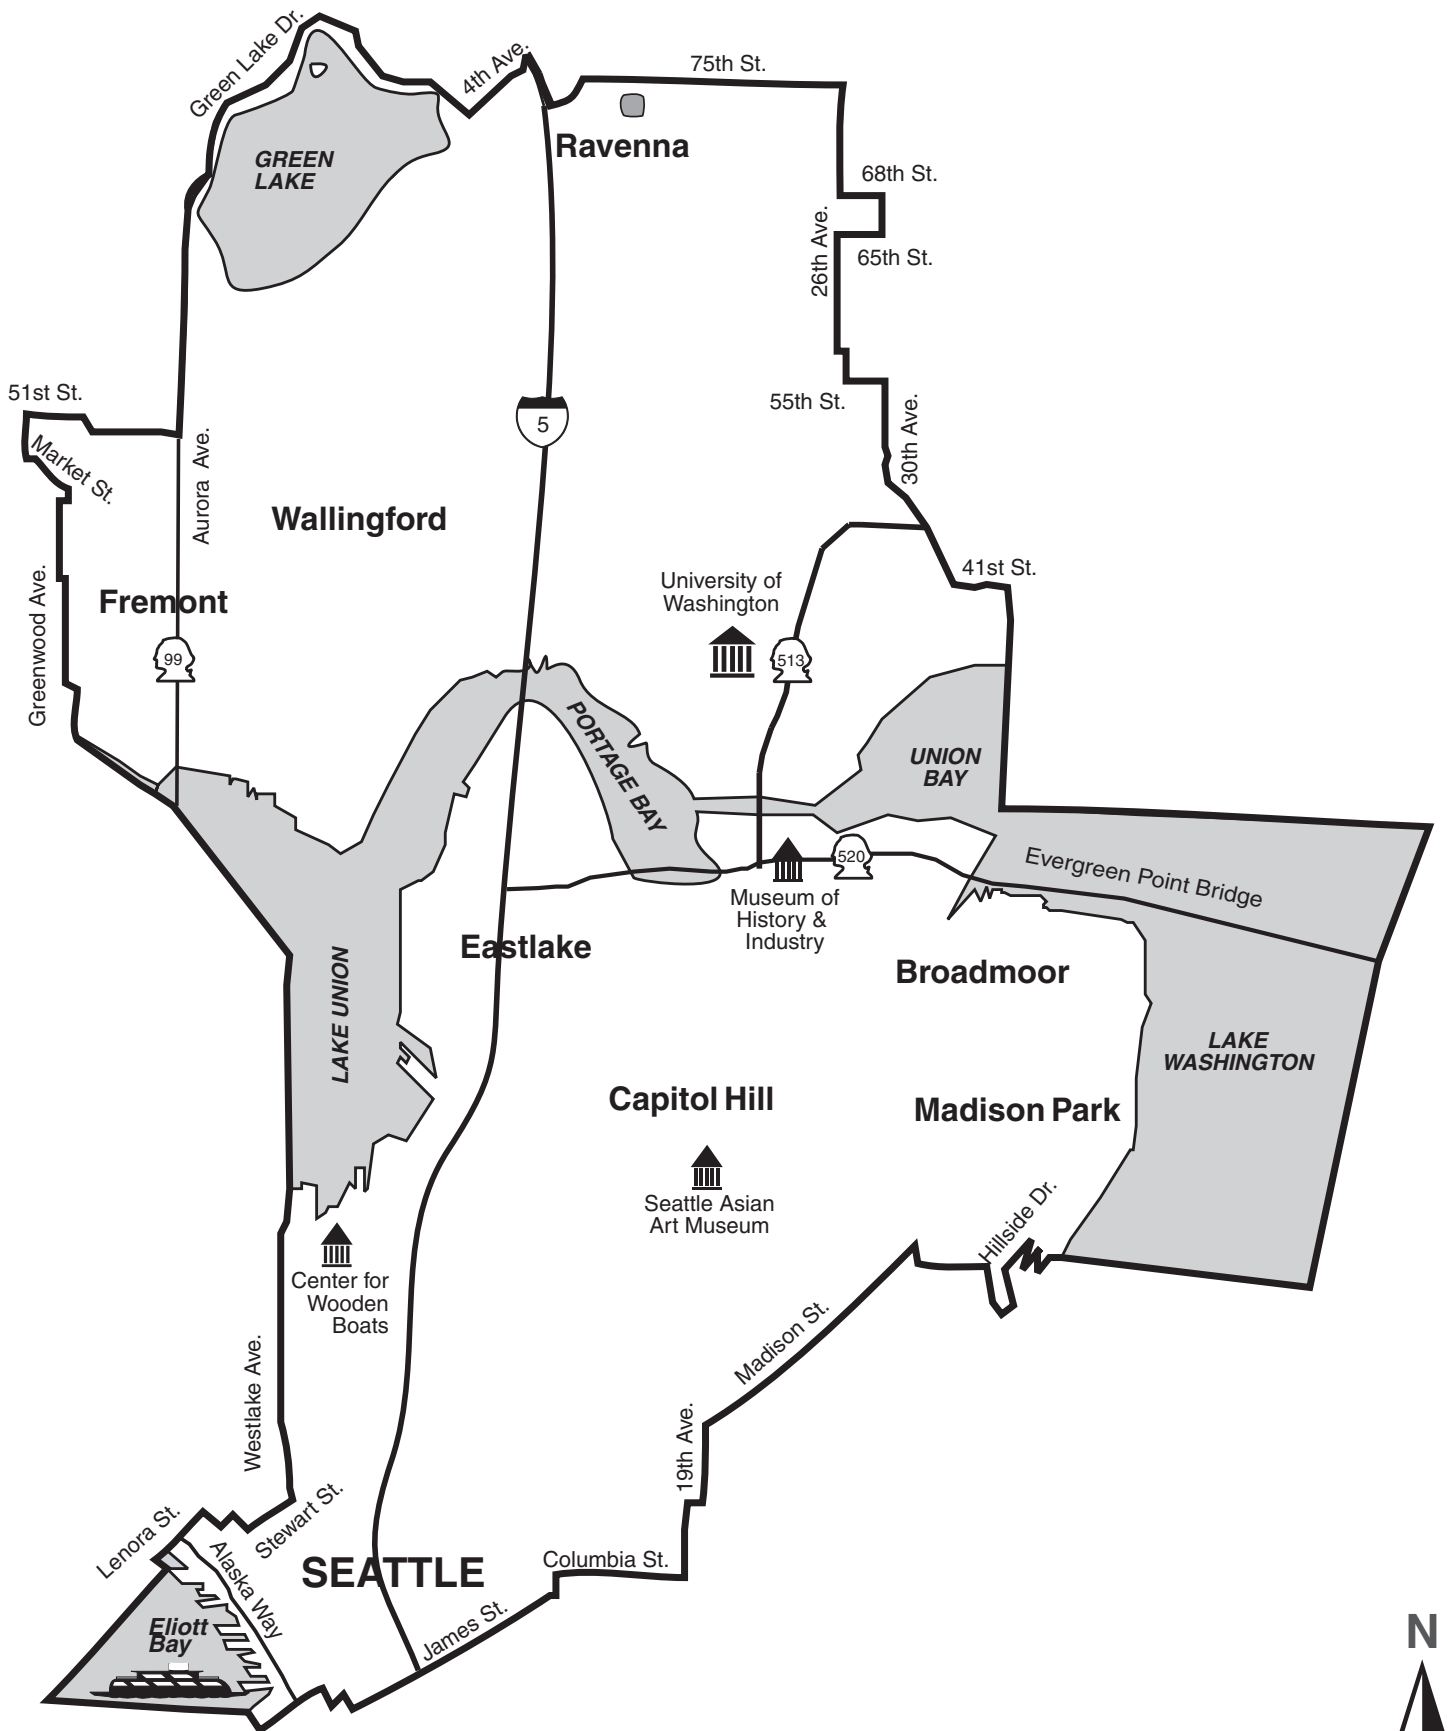 Green Lake Dr.
4th Ave.
75th St.
GREEN
LAKE
Ravenna
68th St.
26th Ave.
65th St.
51st St.
55th St.
5
30th Ave.
Market St.
Aurora Ave.
Wallingford
41st St.
University of
Washington
Fremont
Greenwood Ave.
99
513
PORTAGE BAY
UNION
BAY
520
Evergreen Point Bridge
Museum of
History &
Industry
Eastlake
Broadmoor
LAKE UNION
LAKE
WASHINGTON
Capitol Hill
Madison Park
Seattle Asian
Art Museum
Hillside Dr.
Center for
Wooden
Boats
Madison St.
Westlake Ave.
19th Ave.
Lenora St.
Stewart St.
Alaska Way
SEATTLE
Columbia St.
James St.
Eliott
Bay
N